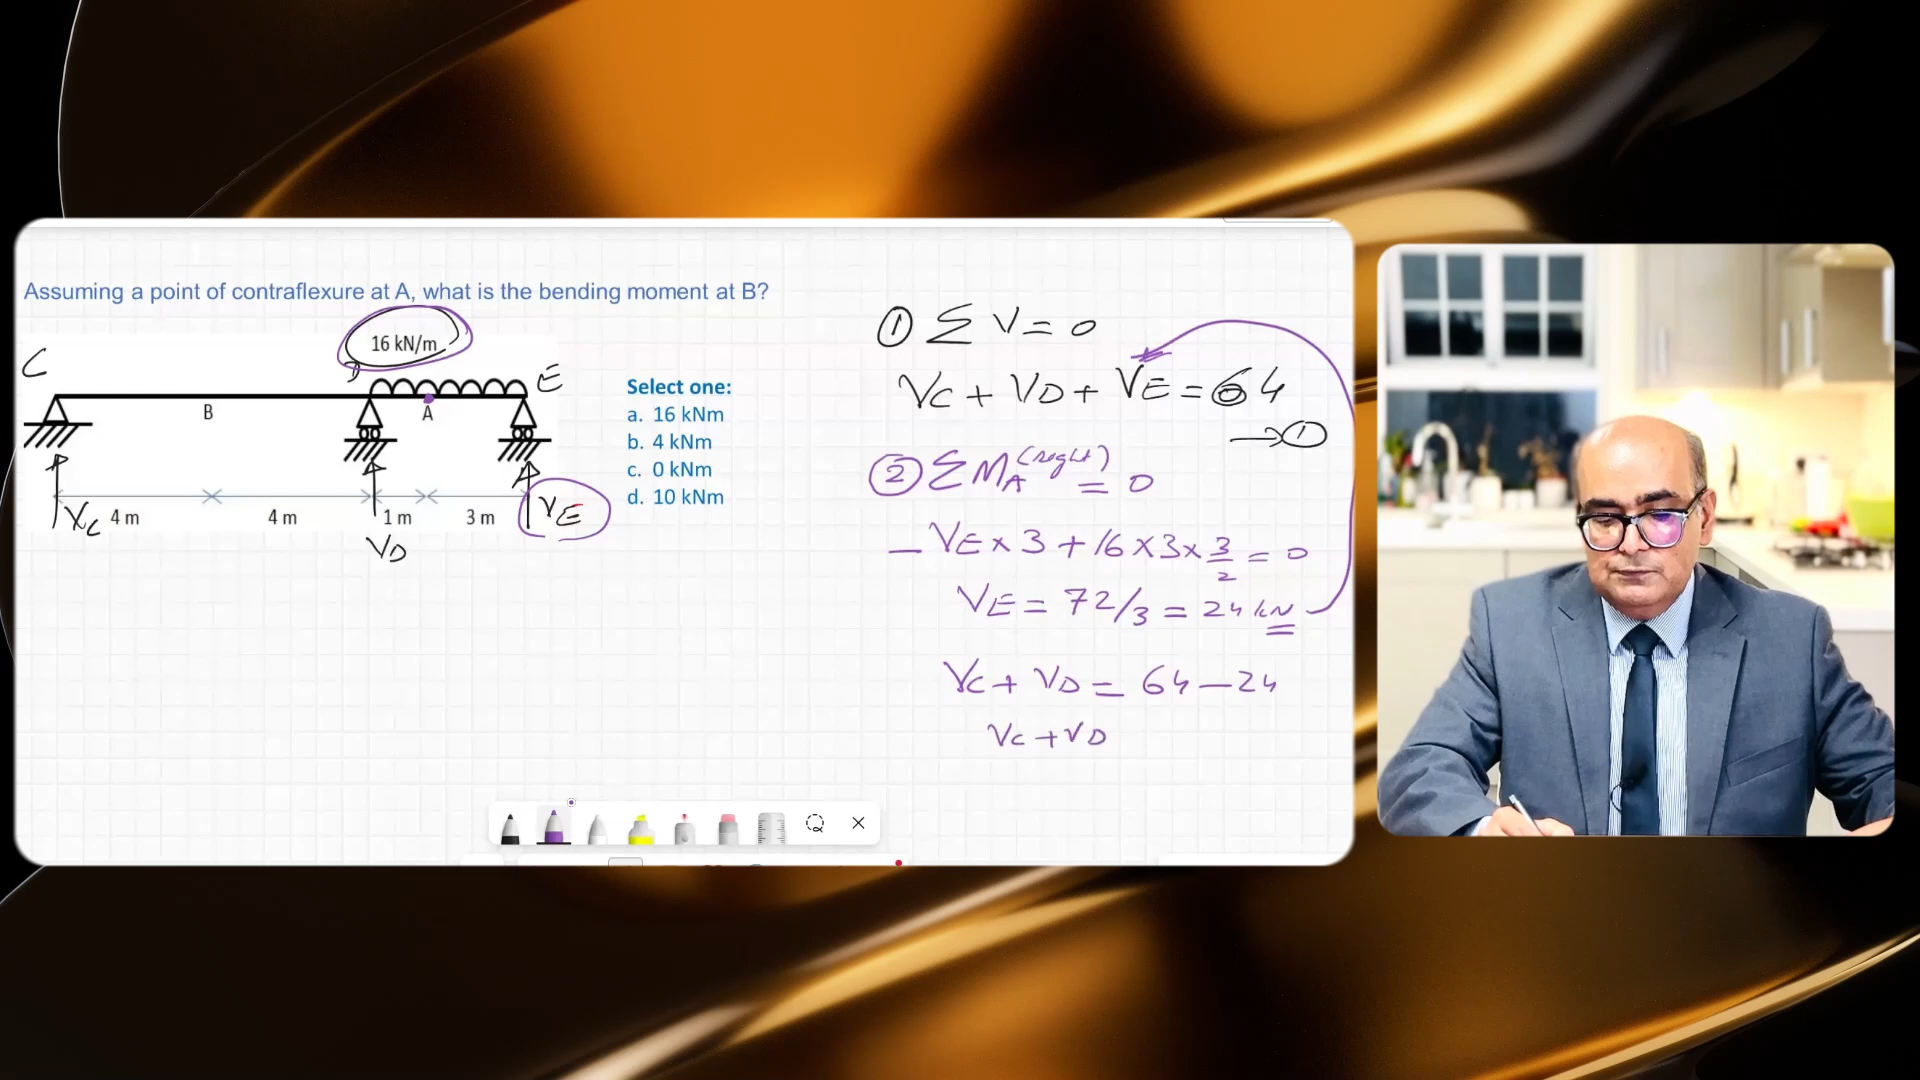 Assuming a point of contraflexure at A, what is the bending moment at B?
16 kN/m
C
D
E
B
A
Select one:
a. 16 kNm
b. 4 kNm
c. 0 kNm
d. 10 kNm
VC
4 m
4 m
VD
1 m
3 m
VE
① Σ V = 0
VC + VD + VE = 64
→ ①
② ΣMA (right) = 0
− VE × 3 + 16 × 3 × 3/2 = 0
VE = 72/3 = 24 kN
VC + VD = 64 − 24
VC + VD